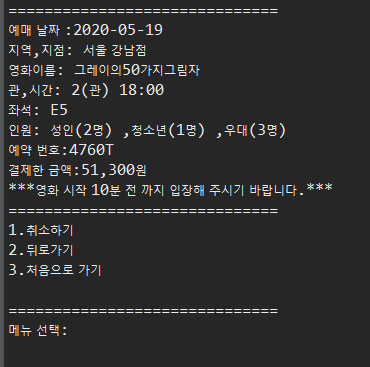 ==============================
예매 날짜 :2020-05-19
지역,지점: 서울 강남점
영화이름: 그레이의50가지그림자
관,시간: 2(관) 18:00
좌석: E5
인원: 성인(2명) ,청소년(1명) ,우대(3명)
예약 번호:4760T
결제한 금액:51,300원
***영화 시작 10분 전 까지 입장해 주시기 바랍니다.***
==============================
1.취소하기
2.뒤로가기
3.처음으로 가기
==============================
메뉴 선택: